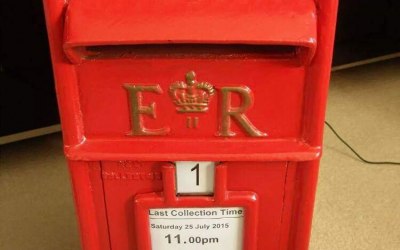 E II R
1
Last Collection Time
Saturday 25 July 2015
11.00pm